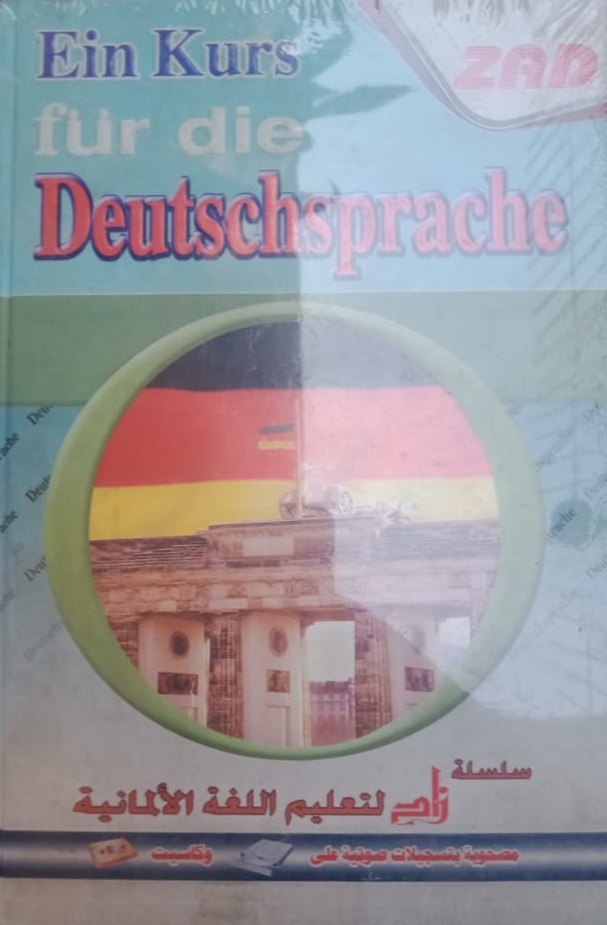 ZAD
Ein Kurs
für die
Deutschsprache
سلسلة
زاد لتعليم اللغة الألمانية
مصحوبة بتسجيلات صوتية على وكاسيت